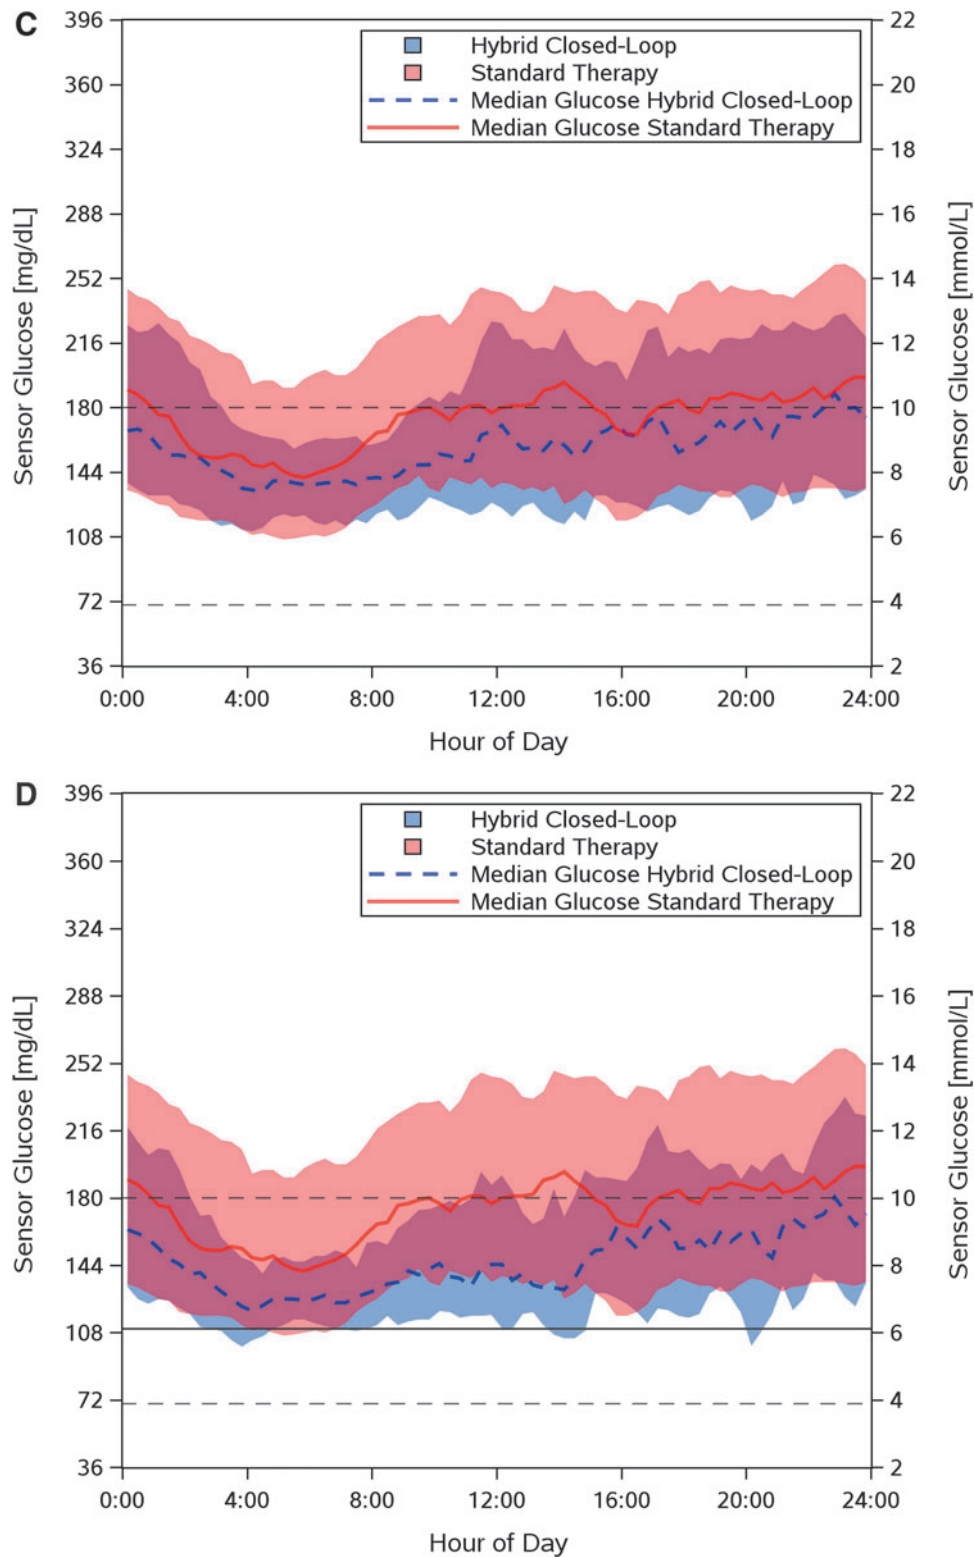 C
Hybrid Closed-Loop
Standard Therapy
Median Glucose Hybrid Closed-Loop
Median Glucose Standard Therapy
Sensor Glucose [mg/dL]
396
360
324
288
252
216
180
144
108
72
36
Sensor Glucose [mmol/L]
22
20
18
16
14
12
10
8
6
4
2
0:00 4:00 8:00 12:00 16:00 20:00 24:00
Hour of Day
D
Hybrid Closed-Loop
Standard Therapy
Median Glucose Hybrid Closed-Loop
Median Glucose Standard Therapy
Sensor Glucose [mg/dL]
396
360
324
288
252
216
180
144
108
72
36
Sensor Glucose [mmol/L]
22
20
18
16
14
12
10
8
6
4
2
0:00 4:00 8:00 12:00 16:00 20:00 24:00
Hour of Day